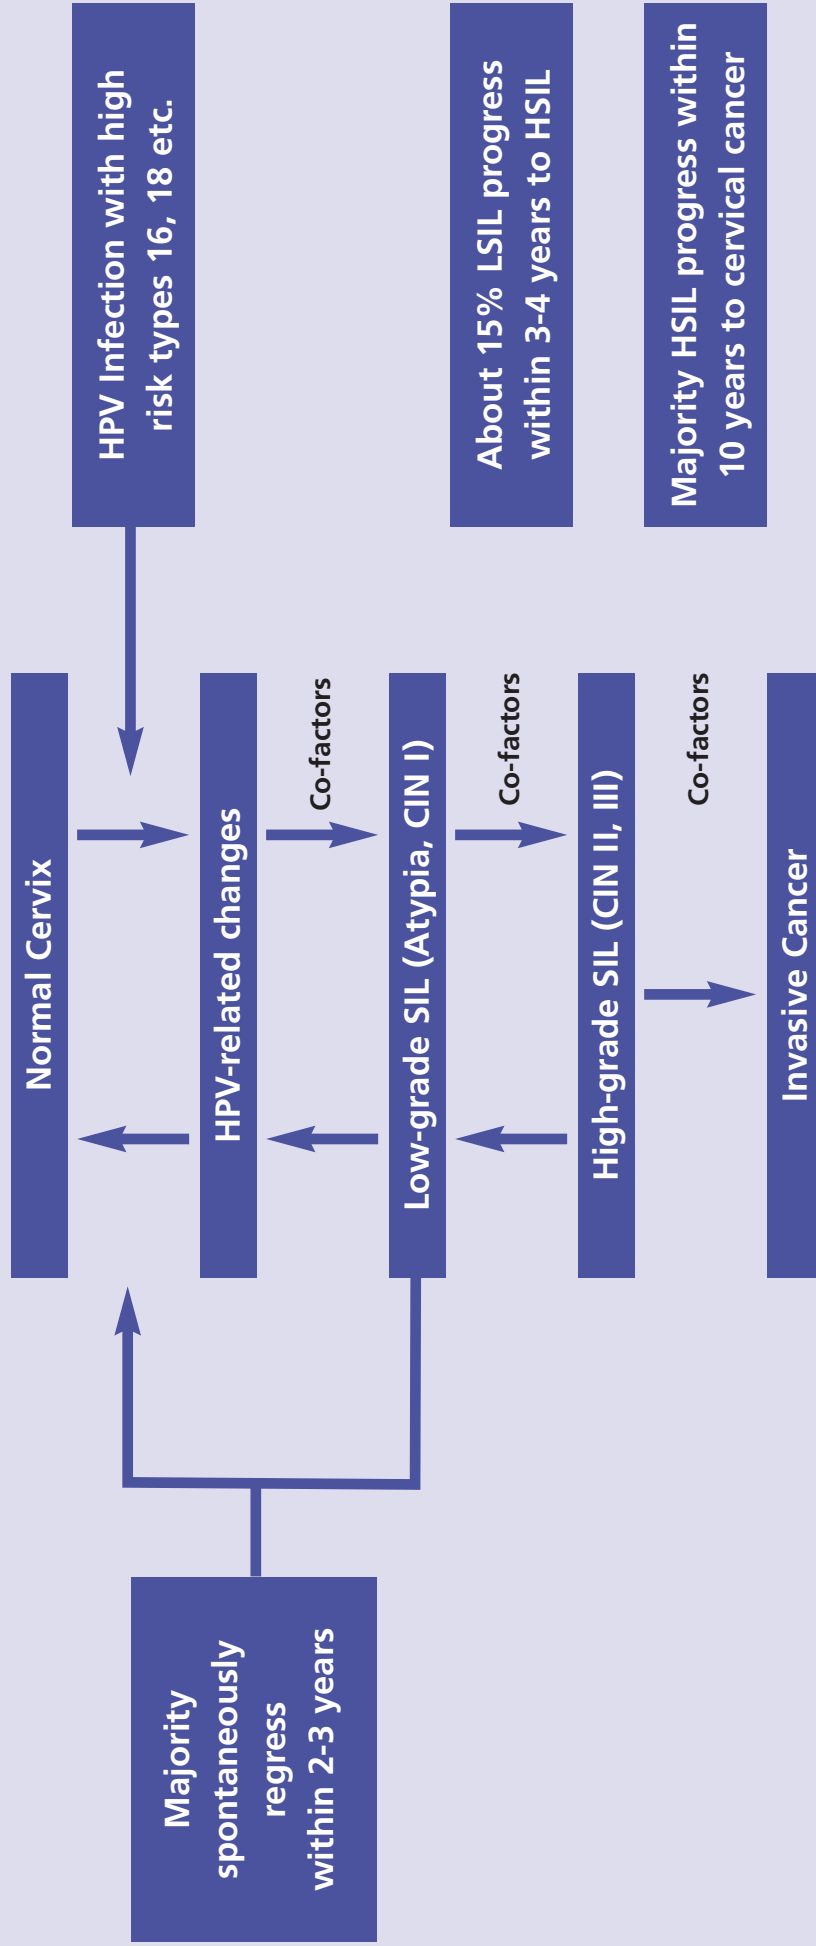 Normal Cervix
HPV Infection with high
risk types 16, 18 etc.
HPV-related changes
Majority
spontaneously
regress
within 2-3 years
Co-factors
Low-grade SIL (Atypia, CIN I)
Co-factors
About 15% LSIL progress
within 3-4 years to HSIL
High-grade SIL (CIN II, III)
Co-factors
Majority HSIL progress within
10 years to cervical cancer
Invasive Cancer